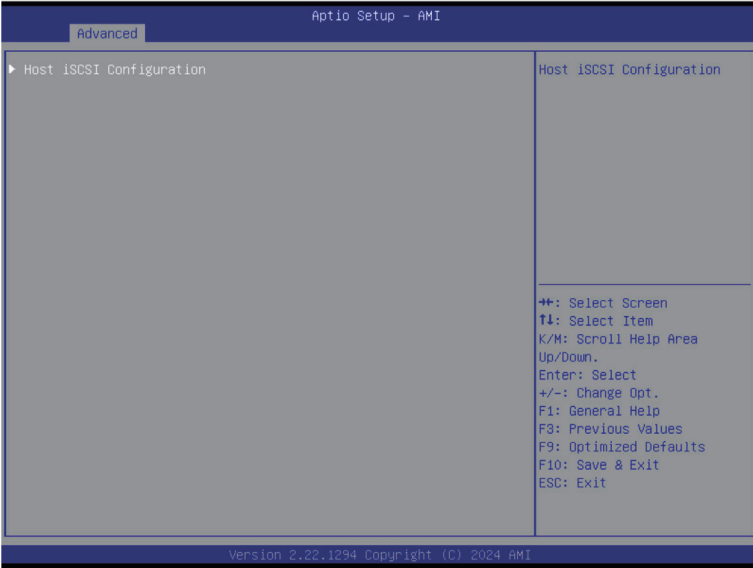 Aptio Setup – AMI
Advanced
▶ Host iSCSI Configuration
Host iSCSI Configuration
→←: Select Screen
↑↓: Select Item
K/M: Scroll Help Area
Up/Down.
Enter: Select
+/-: Change Opt.
F1: General Help
F3: Previous Values
F9: Optimized Defaults
F10: Save & Exit
ESC: Exit
Version 2.22.1294 Copyright (C) 2024 AMI